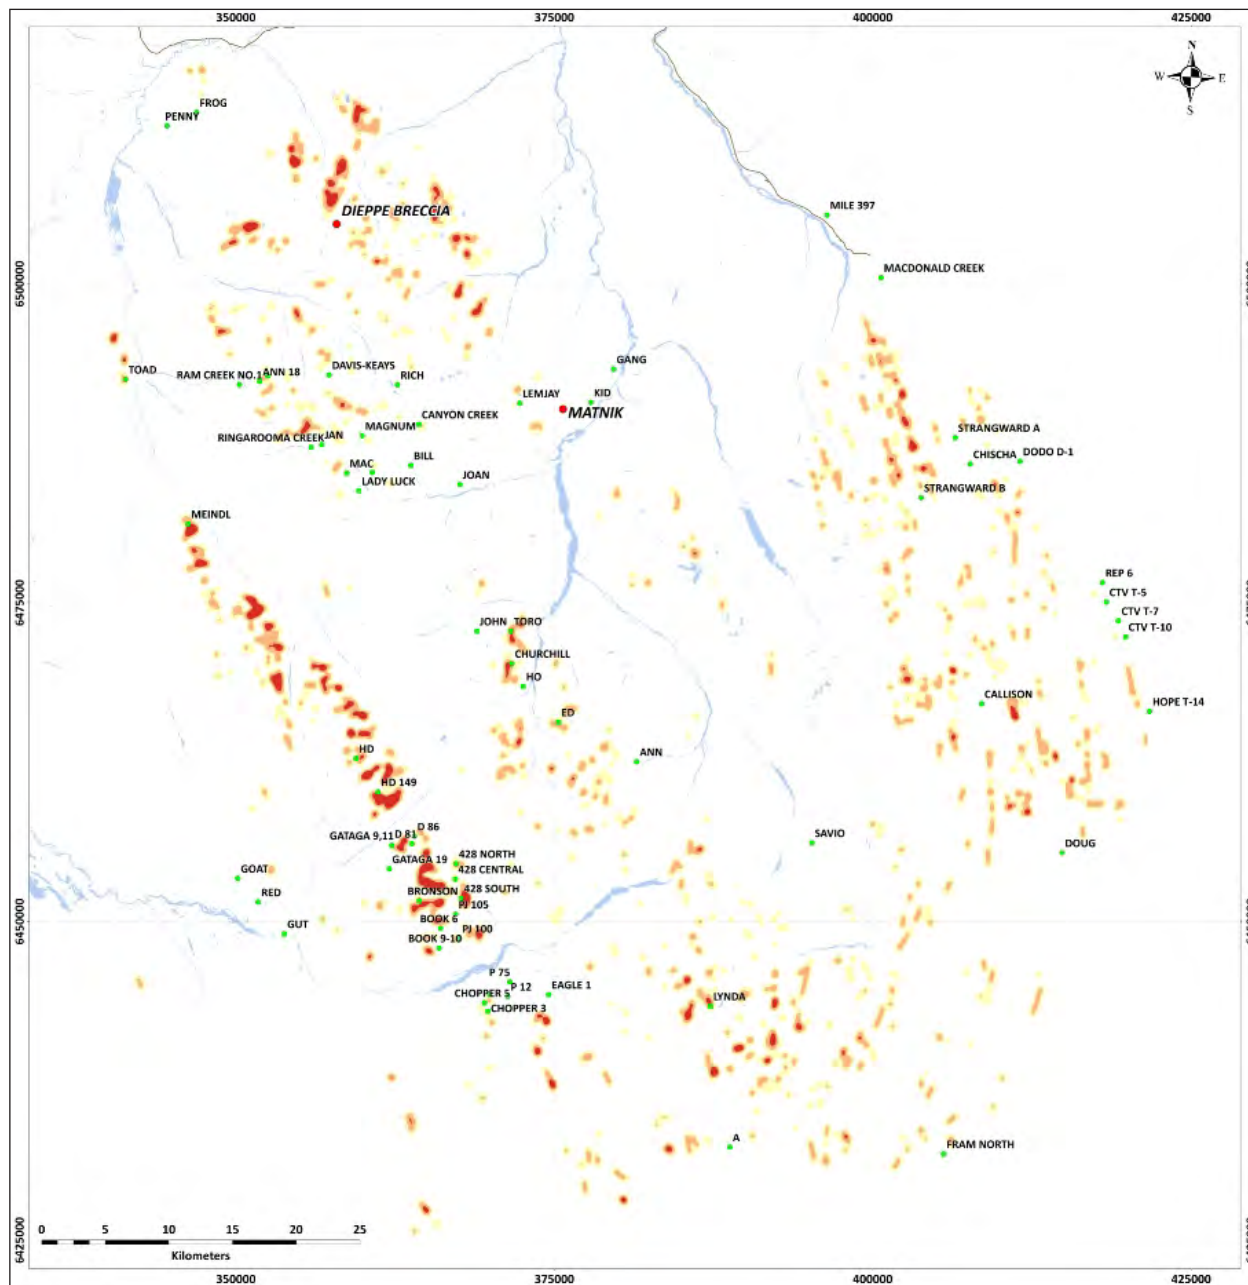 350000
375000
400000
425000
N
W
E
S
FROG
PENNY
DIEPPE BRECCIA
MILE 397
MACDONALD CREEK
6500000
TOAD
RAM CREEK NO.1
ANN 18
DAVIS-KEAYS
RICH
GANG
LEMJAY
KID
MATNIK
CANYON CREEK
MAGNUM
RINGAROOMA CREEK
JAN
STRANGWARD A
CHISCHA
DODO D-1
MAC
BILL
LADY LUCK
JOAN
STRANGWARD B
MEINDL
REP 6
CTV T-5
CTV T-7
CTV T-10
6475000
JOHN
TORO
CHURCHILL
HO
ED
CALLISON
HOPE T-14
HD
ANN
HD 149
GATAGA 9,11
D 81
D 86
SAVIO
DOUG
428 NORTH
GATAGA 19
428 CENTRAL
GOAT
RED
BRONSON
428 SOUTH
PJ 105
BOOK 6
GUT
PJ 100
BOOK 9-10
6450000
P 75
P 12
CHOPPER 5
EAGLE 1
CHOPPER 3
LYNDA
A
FRAM NORTH
0
5
10
15
20
25
Kilometers
6425000
350000
375000
400000
425000